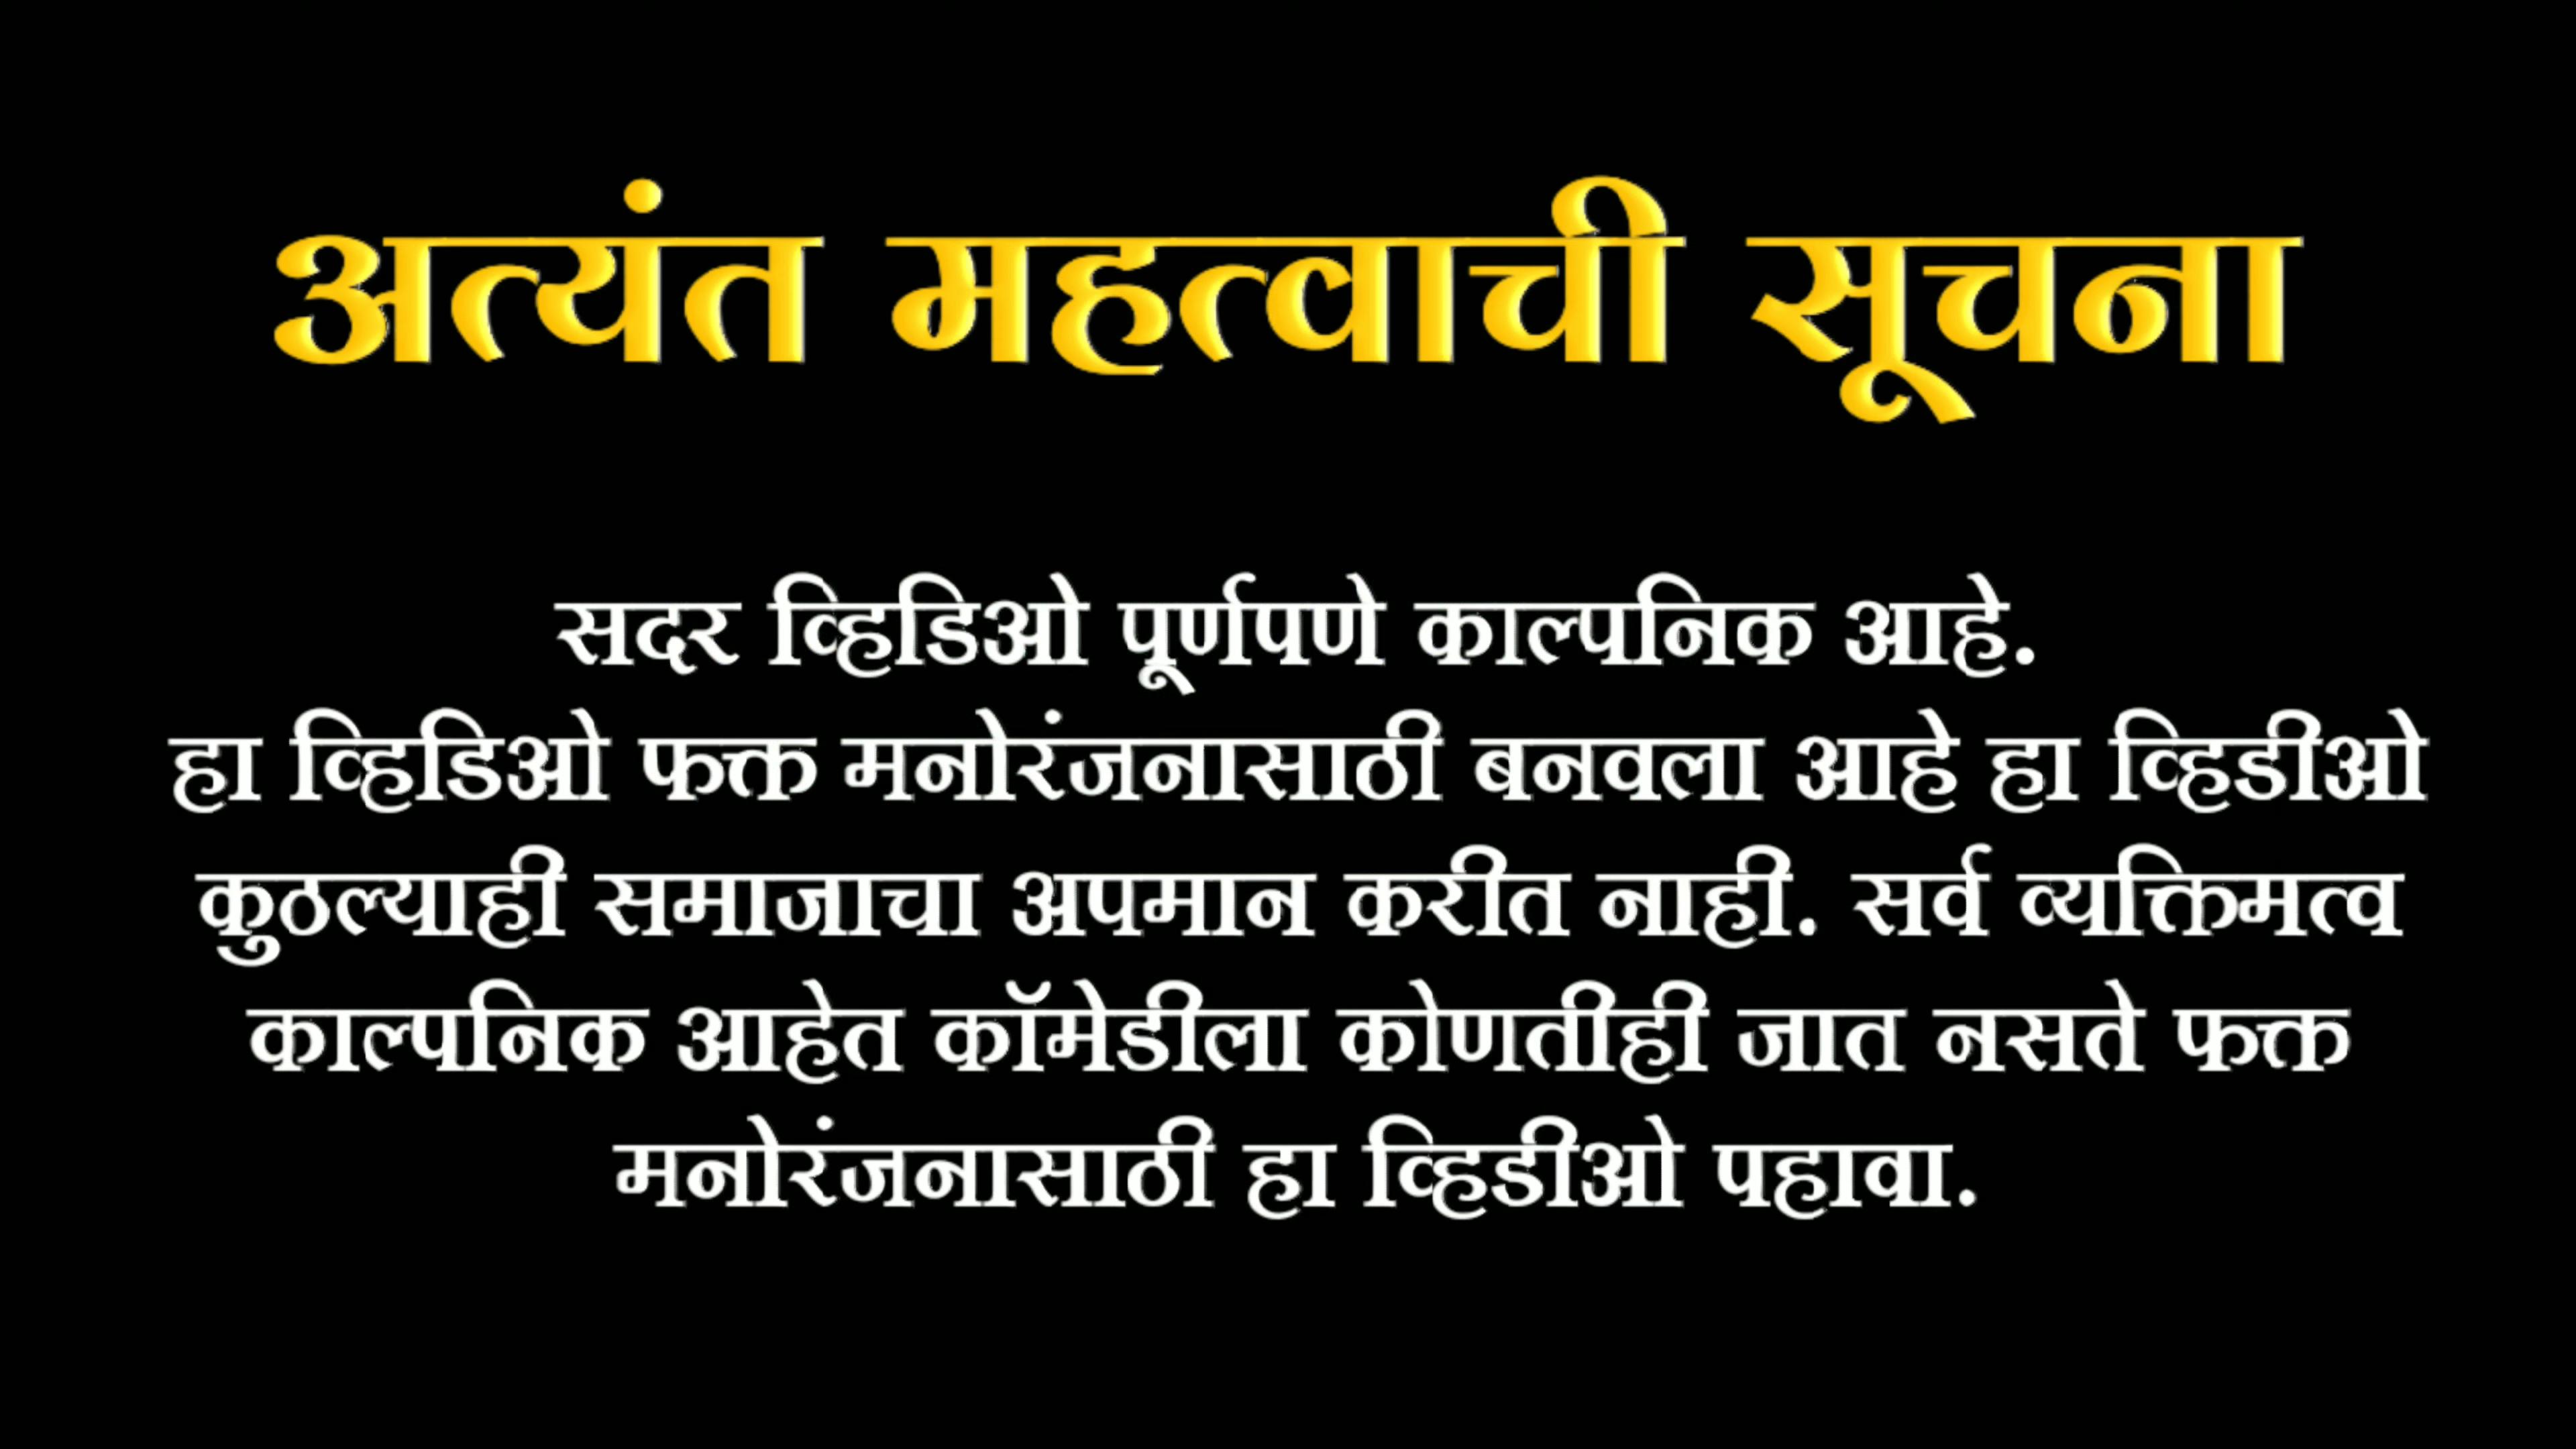 अत्यंत महत्वाची सूचना
सदर व्हिडिओ पूर्णपणे काल्पनिक आहे.
हा व्हिडिओ फक्त मनोरंजनासाठी बनवला आहे हा व्हिडीओ
कुठल्याही समाजाचा अपमान करीत नाही. सर्व व्यक्तिमत्व
काल्पनिक आहेत कॉमेडीला कोणतीही जात नसते फक्त
मनोरंजनासाठी हा व्हिडीओ पहावा.